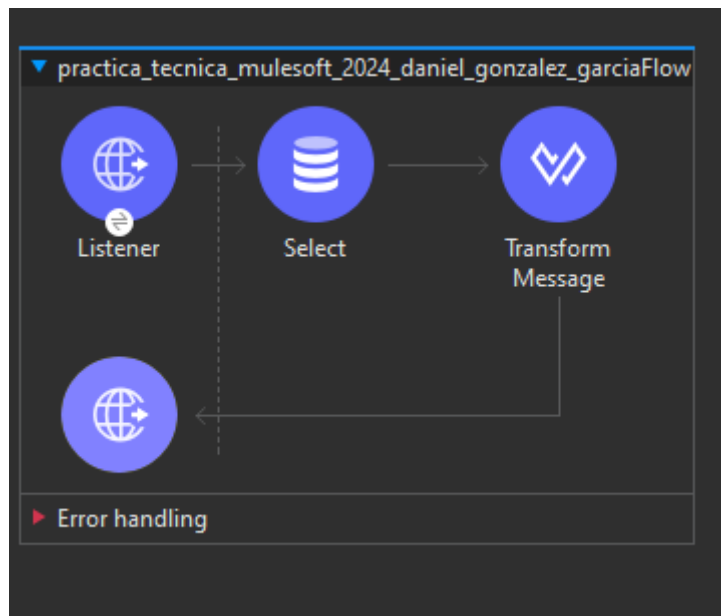 practica_tecnica_mulesoft_2024_daniel_gonzalez_garciaFlow
Listener
Select
Transform
Message
Error handling